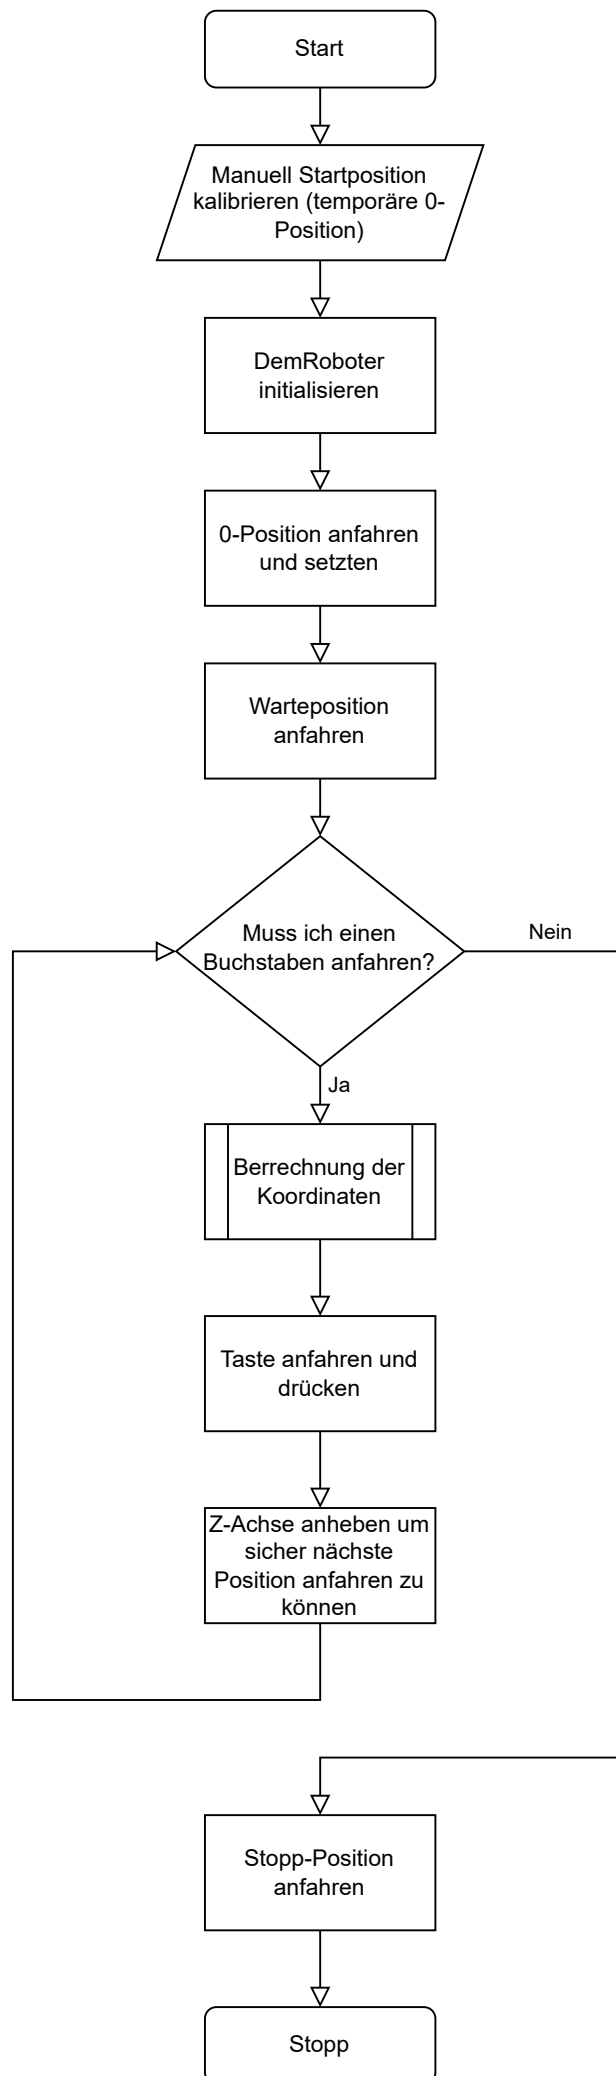 Start
Manuell Startposition
kalibrieren (temporäre 0-
Position)
DemRoboter
initialisieren
0-Position anfahren
und setzten
Warteposition
anfahren
Muss ich einen
Buchstaben anfahren?
Nein
Ja
Berrechnung der
Koordinaten
Taste anfahren und
drücken
Z-Achse anheben um
sicher nächste
Position anfahren zu
können
Stopp-Position
anfahren
Stopp